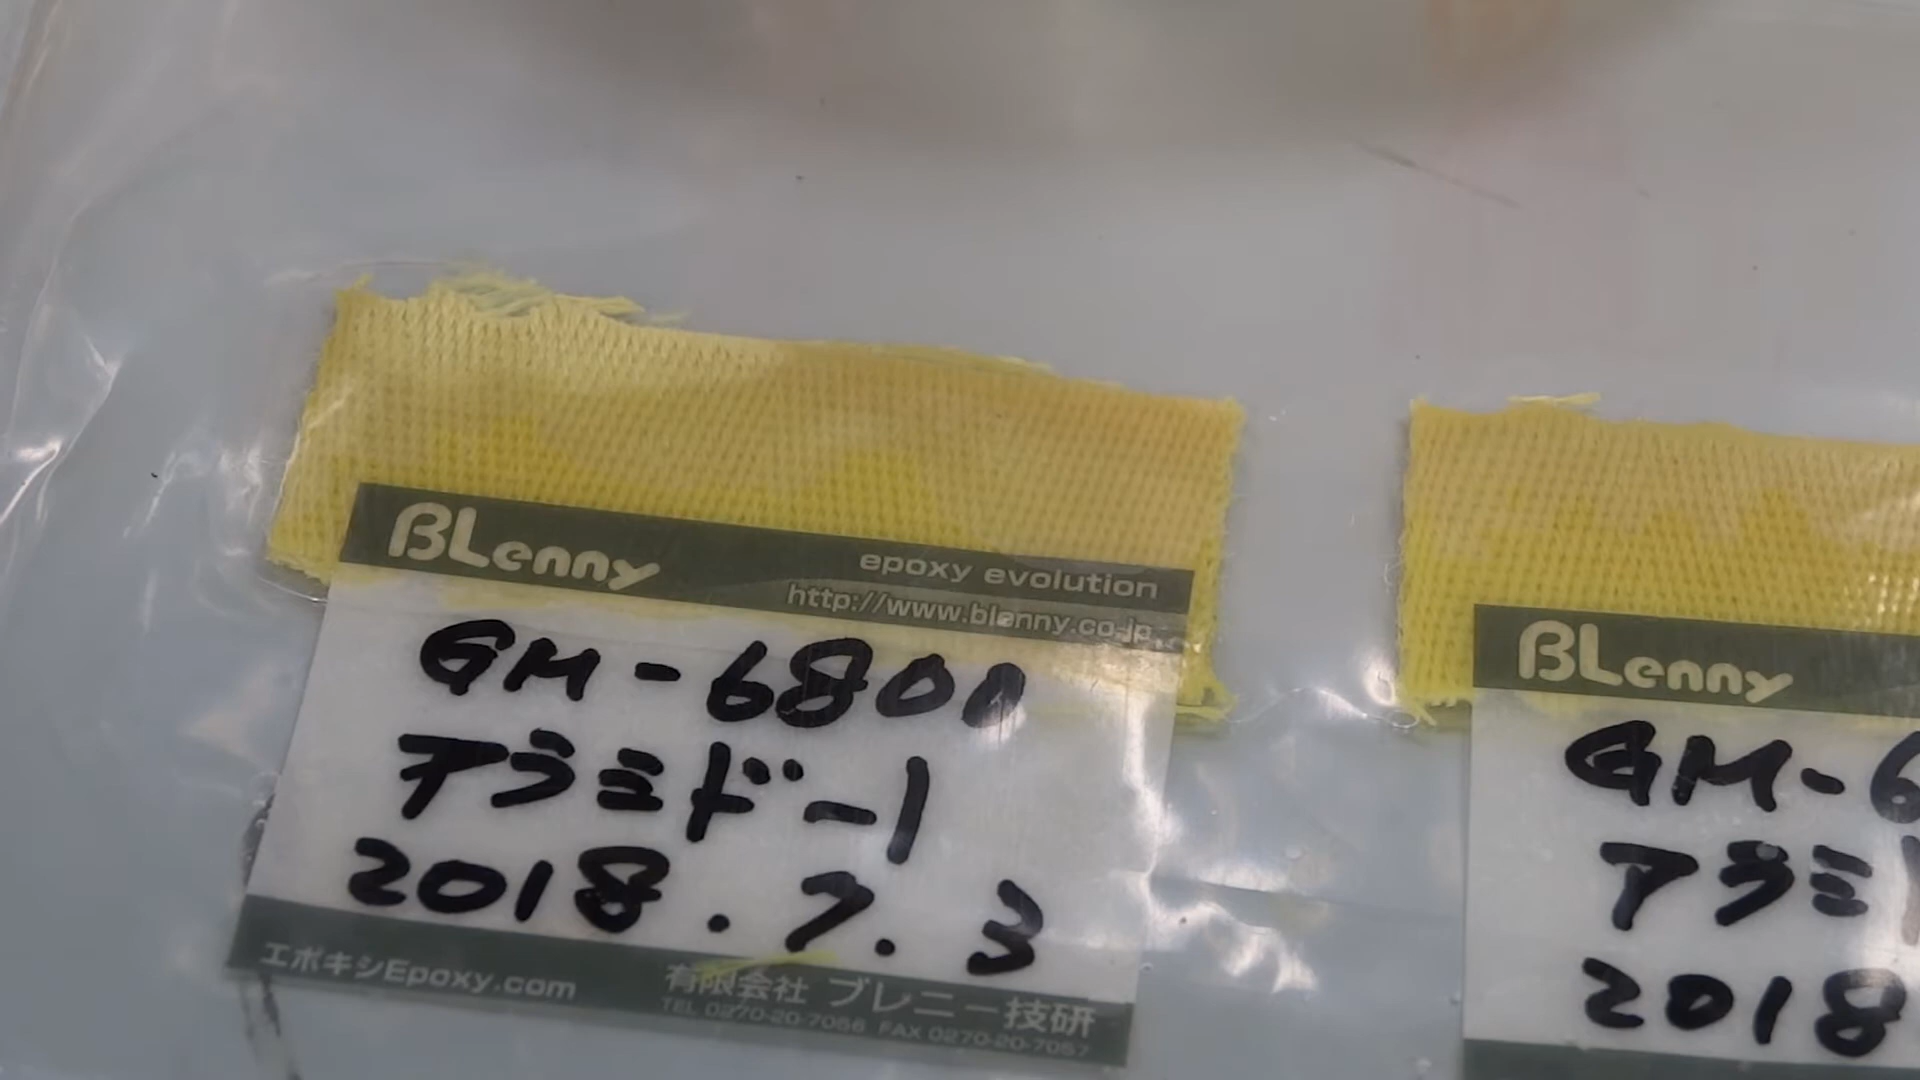 BLenny
epoxy evolution
http://www.blenny.co.jp
GM-6800
アラミド-1
2018.7.3
エポキシEpoxy.com
有限会社 ブレニー技研
TEL 0270-20-7056 FAX 0270-20-7057
BLenny
GM-6
アラミ
2018